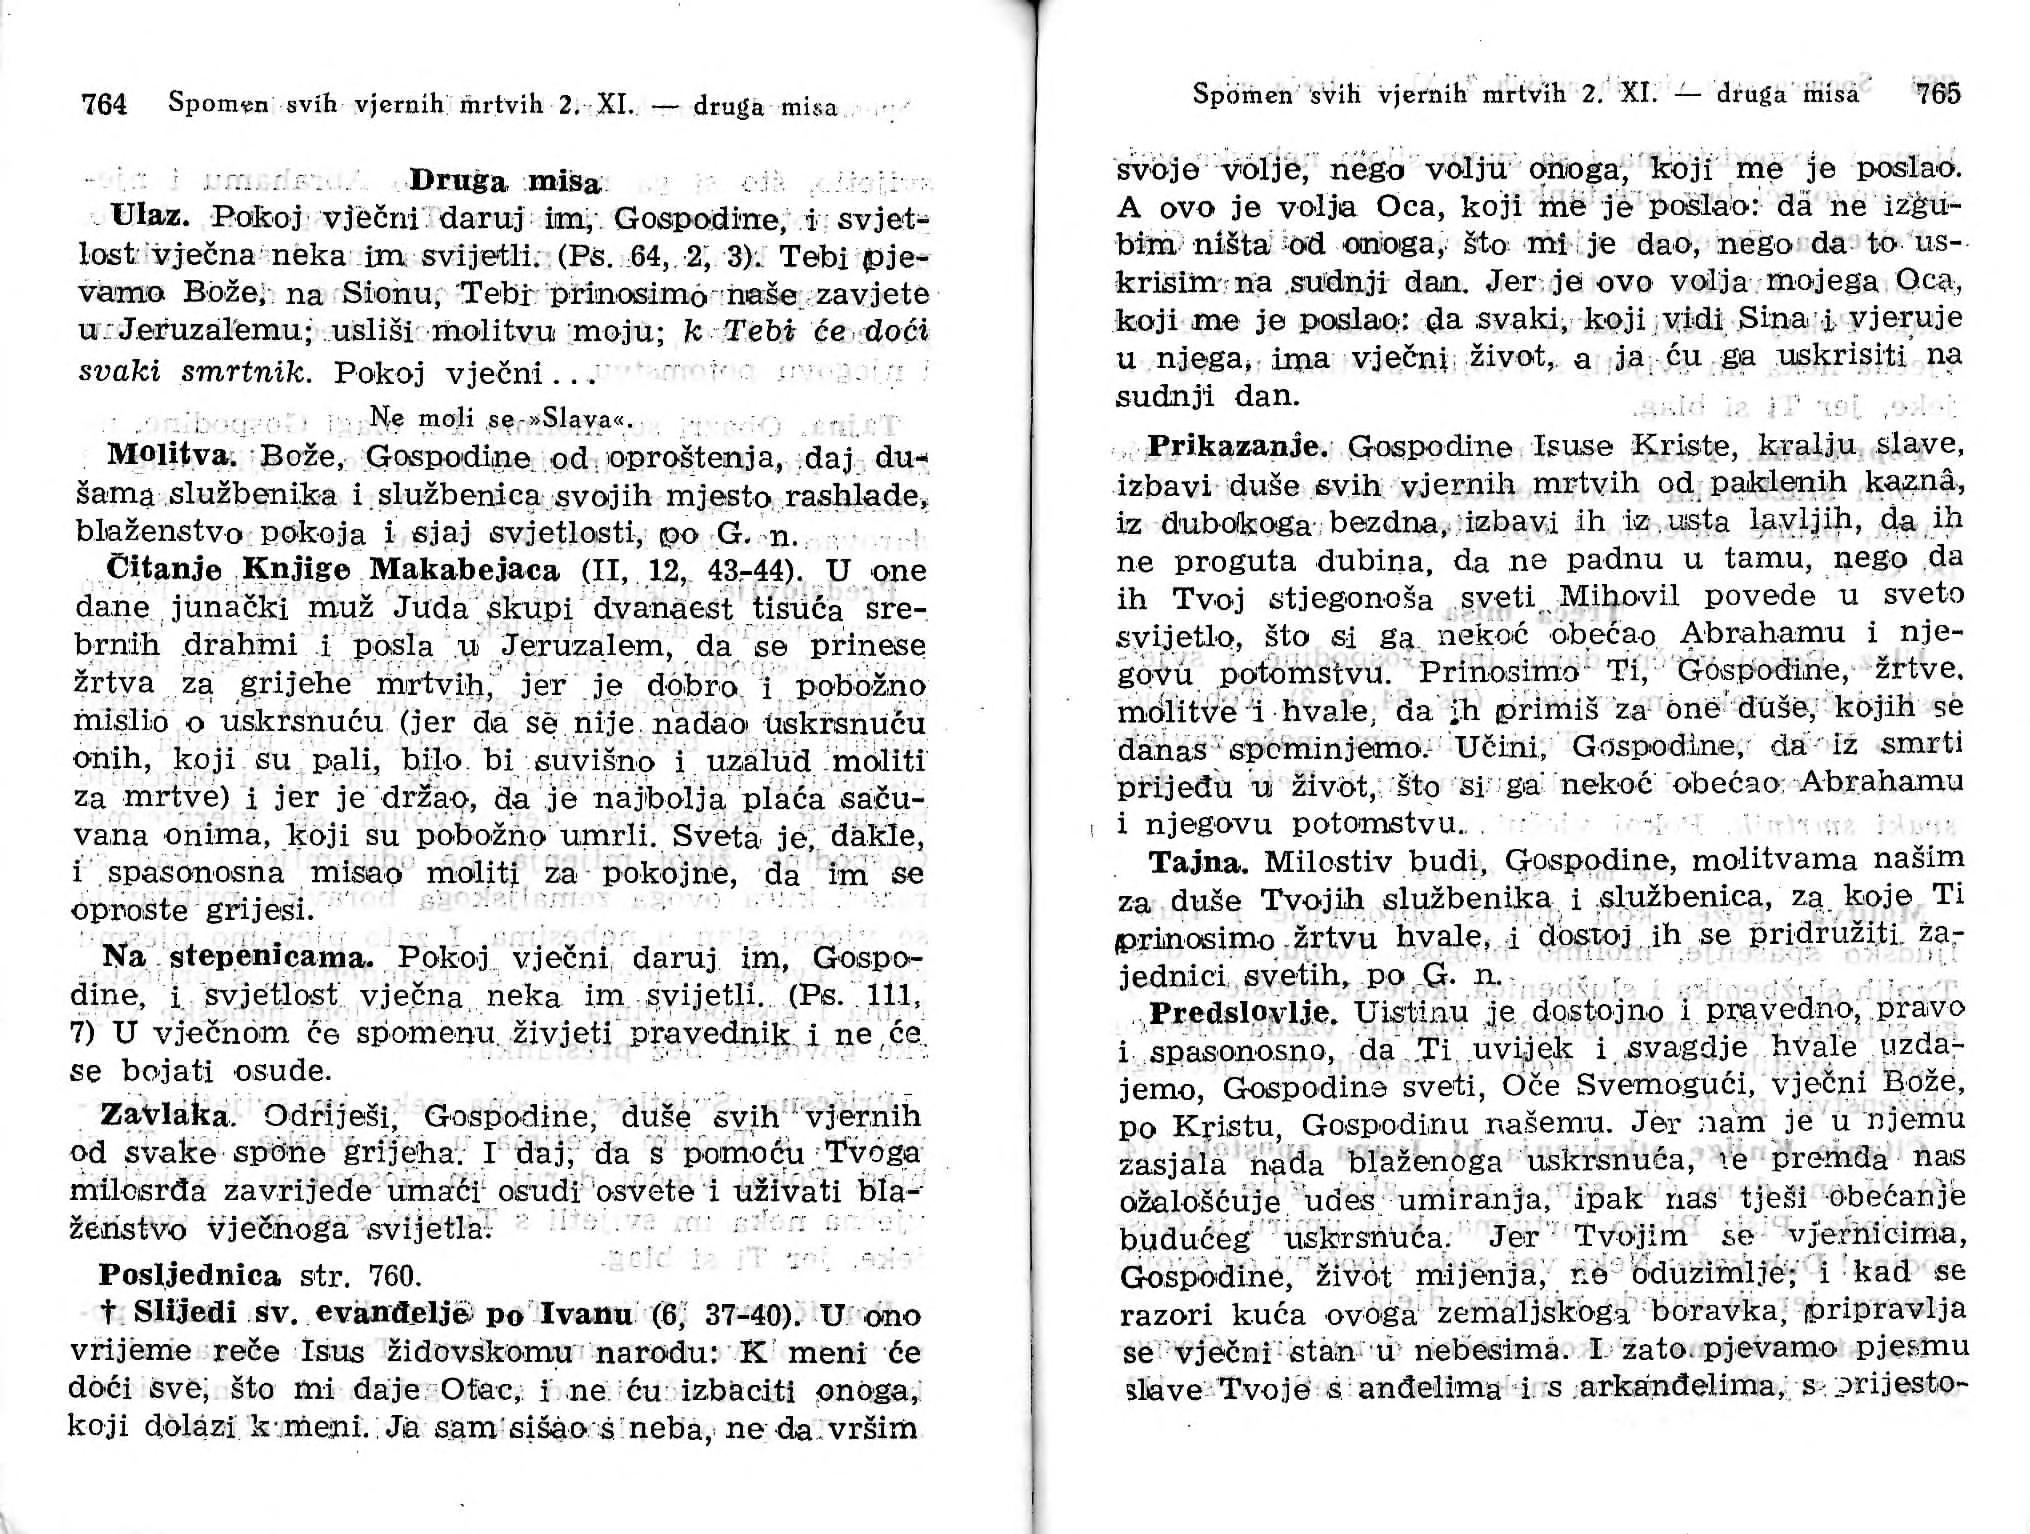 764 Spomen svih vjernih mrtvih 2. XI. — druga misa
Druga misa
Ulaz. Pokoj vječni daruj im, Gospodine, i svjet-
lost vječna neka im svijetli. (Ps. 64, 2, 3). Tebi pje-
vamo Bože, na Sionu, Tebi prinosimo naše zavjete
u Jeruzalemu; usliši molitvu moju; k Tebi će doći
svaki smrtnik. Pokoj vječni...
Ne moli se »Slava«.
Molitva. Bože, Gospodine od oproštenja, daj du-
šama službenika i službenica svojih mjesto rashlade,
blaženstvo pokoja i sjaj svjetlosti, po G. n.
Čitanje Knjige Makabejaca (II, 12, 43-44). U one
dane junački muž Juda skupi dvanaest tisuća sre-
brnih drahmi i posla u Jeruzalem, da se prinese
žrtva za grijehe mrtvih, jer je dobro i pobožno
mislio o uskrsnuću (jer da se nije nadao uskrsnuću
onih, koji su pali, bilo bi suvišno i uzalud moliti
za mrtve) i jer je držao, da je najbolja plaća saču-
vana onima, koji su pobožno umrli. Sveta je, dakle,
i spasonosna misao moliti za pokojne, da im se
oproste grijesi.
Na stepenicama. Pokoj vječni daruj im, Gospo-
dine, i svjetlost vječna neka im svijetli. (Ps. 111,
7) U vječnom će spomenu živjeti pravednik i ne će
se bojati osude.
Zavlaka. Odriješi, Gospodine, duše svih vjernih
od svake spone grijeha. I daj, da s pomoću Tvoga
milosrđa zavrijede umaći osudi osvete i uživati bla-
ženstvo vječnoga svijetla.
Posljednica str. 760.
† Slijedi sv. evanđelje po Ivanu (6, 37-40). U ono
vrijeme reče Isus židovskomu narodu: K meni će
doći sve, što mi daje Otac, i ne ću izbaciti onoga,
koji dolazi k meni. Ja sam sišao s neba, ne da vršim
Spomen svih vjernih mrtvih 2. XI. — druga misa 765
svoje volje, nego volju onoga, koji me je poslao.
A ovo je volja Oca, koji me je poslao: da ne izgu-
bim ništa od onoga, što mi je dao, nego da to us-
krisim na sudnji dan. Jer je ovo volja mojega Oca,
koji me je poslao: da svaki, koji vidi Sina i vjeruje
u njega, ima vječni život, a ja ću ga uskrisiti na
sudnji dan.
Prikazanje. Gospodine Isuse Kriste, kralju slave,
izbavi duše svih vjernih mrtvih od paklenih kaznâ,
iz dubokoga bezdna, izbavi ih iz usta lavljih, da ih
ne proguta dubina, da ne padnu u tamu, nego da
ih Tvoj stjegonoša sveti Mihovil povede u sveto
svijetlo, što si ga nekoć obećao Abrahamu i nje-
govu potomstvu. Prinosimo Ti, Gospodine, žrtve,
molitve i hvale, da ih primiš za one duše, kojih se
danas spominjemo. Učini, Gospodine, da iz smrti
prijeđu u život, što si ga nekoć obećao Abrahamu
i njegovu potomstvu.
Tajna. Milostiv budi, Gospodine, molitvama našim
za duše Tvojih službenika i službenica, za koje Ti
prinosimo žrtvu hvale, i dostoj ih se pridružiti za-
jednici svetih, po G. n.
Predslovlje. Uistinu je dostojno i pravedno, pravo
i spasonosno, da Ti uvijek i svagdje hvale uzda-
jemo, Gospodine sveti, Oče Svemogući, vječni Bože,
po Kristu, Gospodinu našemu. Jer nam je u njemu
zasjala nada blaženoga uskrsnuća, te premda nas
ožalošćuje udes umiranja, ipak nas tješi obećanje
budućeg uskrsnuća. Jer Tvojim se vjernicima,
Gospodine, život mijenja, ne oduzimlje; i kad se
razori kuća ovoga zemaljskoga boravka, pripravlja
se vječni stan u nebesima. I zato pjevamo pjesmu
slave Tvoje s anđelima i s arkanđelima, s prijesto-